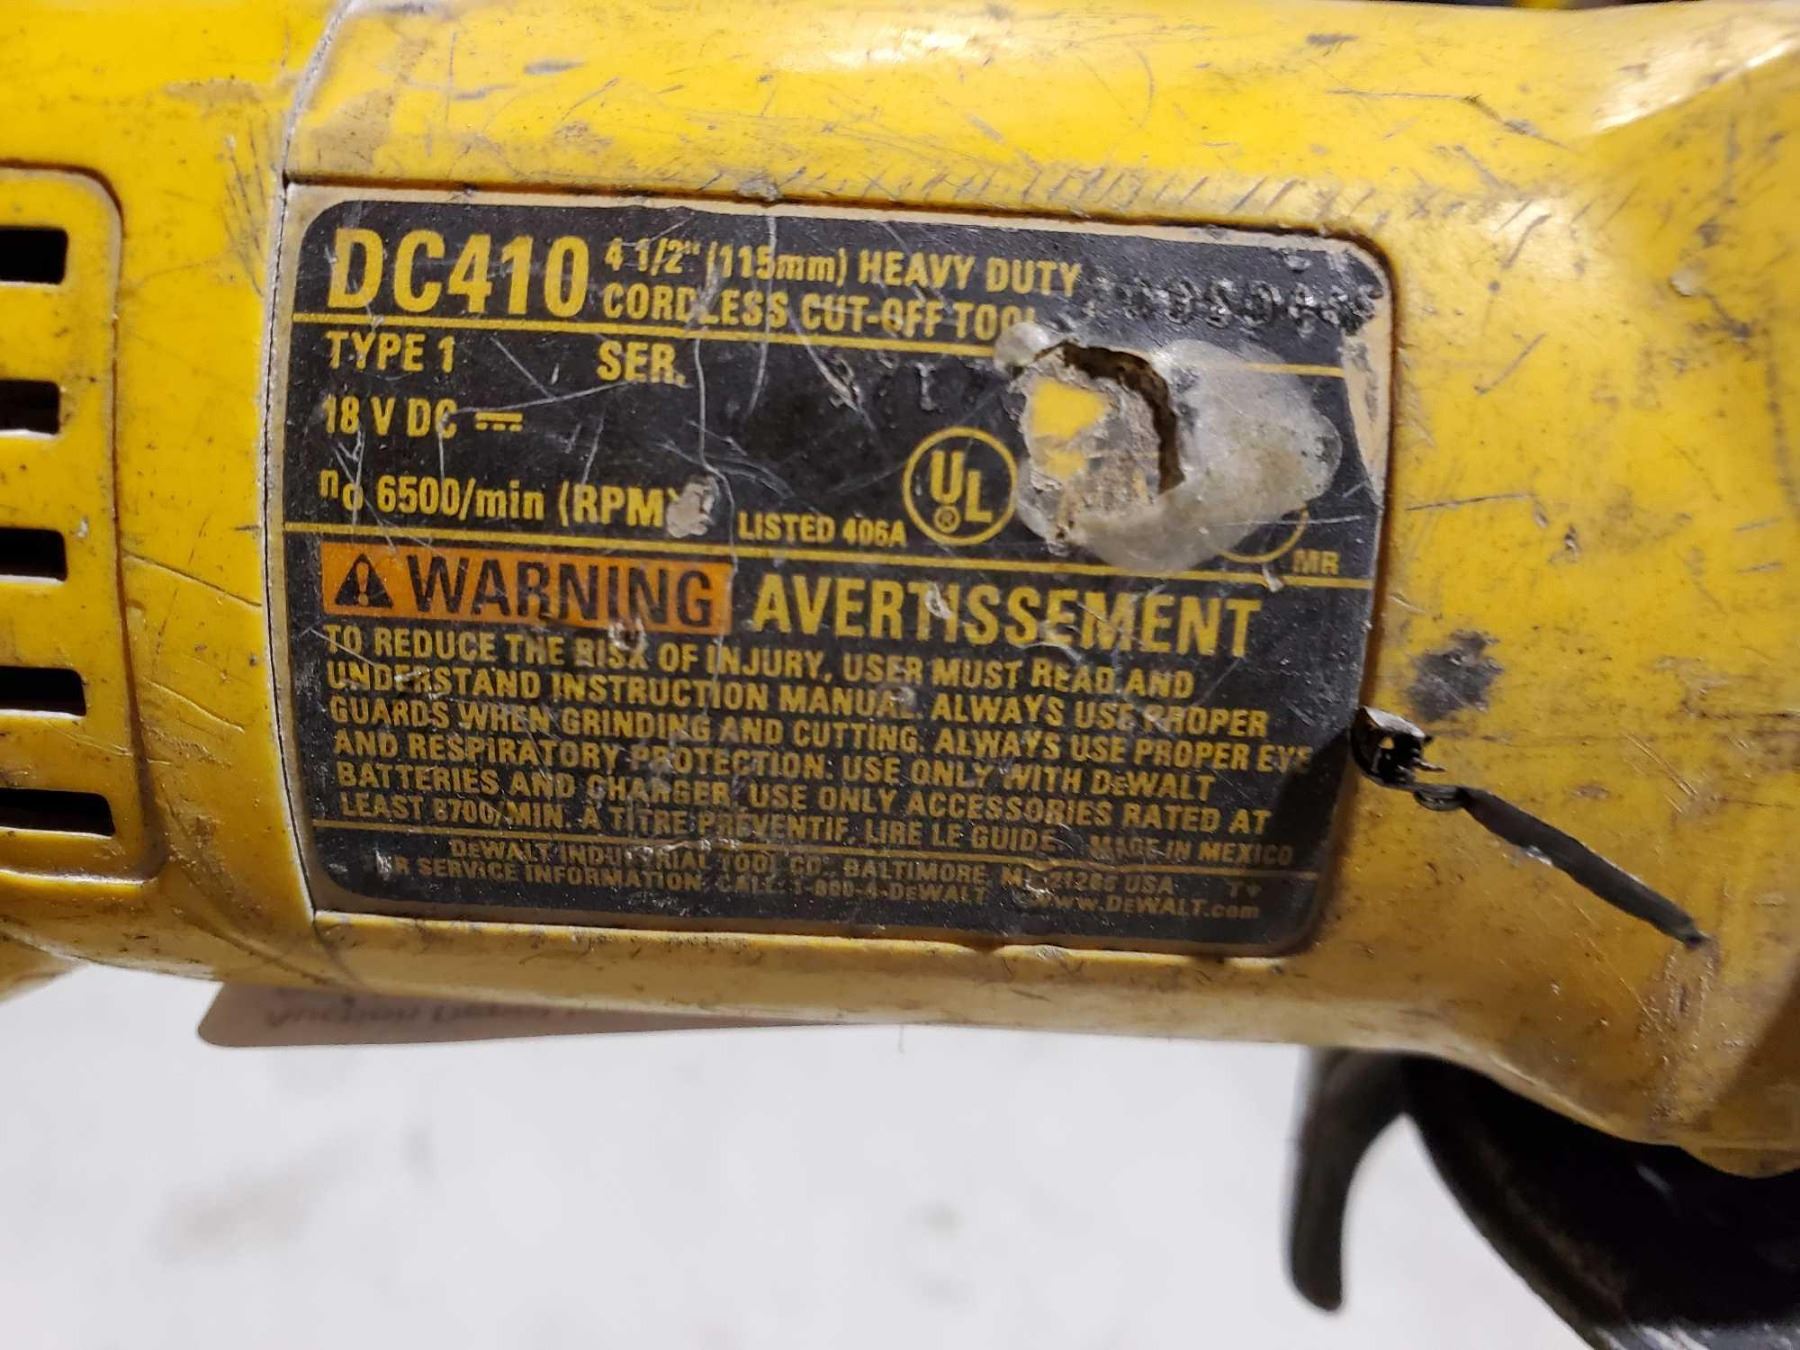 DC410 4 1/2" (115mm) HEAVY DUTY
CORDLESS CUT-OFF TOOL
TYPE 1 SER.
18 V DC ⎓
n₀ 6500/min (RPM)
LISTED 406A UL ®
MR
⚠ WARNING AVERTISSEMENT
TO REDUCE THE RISK OF INJURY, USER MUST READ AND
UNDERSTAND INSTRUCTION MANUAL. ALWAYS USE PROPER
GUARDS WHEN GRINDING AND CUTTING. ALWAYS USE PROPER EYE
AND RESPIRATORY PROTECTION. USE ONLY WITH DEWALT
BATTERIES AND CHARGER. USE ONLY ACCESSORIES RATED AT
LEAST 8700/MIN. A TITRE PRÉVENTIF, LIRE LE GUIDE. MADE IN MEXICO
DEWALT INDUSTRIAL TOOL CO., BALTIMORE, MD 21286 USA
SERVICE INFORMATION, CALL: 1-800-4-DEWALT www.DEWALT.com
Auction